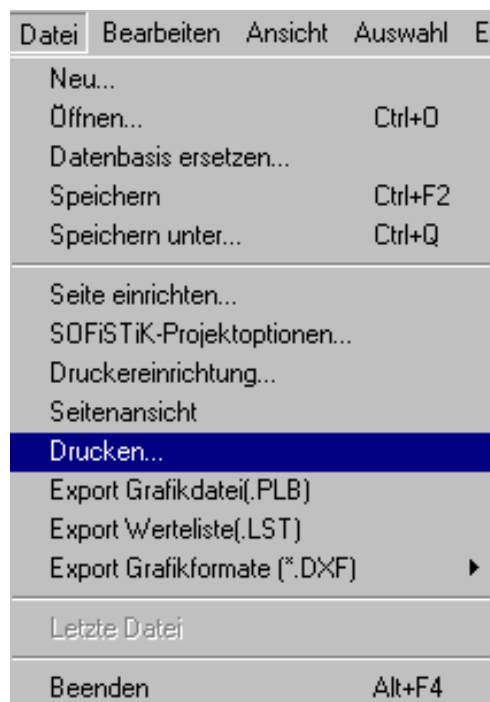 Datei Bearbeiten Ansicht Auswahl E
Neu...
Öffnen... Ctrl+O
Datenbasis ersetzen...
Speichern Ctrl+F2
Speichern unter... Ctrl+Q
Seite einrichten...
SOFiSTiK-Projektoptionen...
Druckereinrichtung...
Seitenansicht
Drucken...
Export Grafikdatei(.PLB)
Export Werteliste(.LST)
Export Grafikformate (*.DXF)
Letzte Datei
Beenden Alt+F4